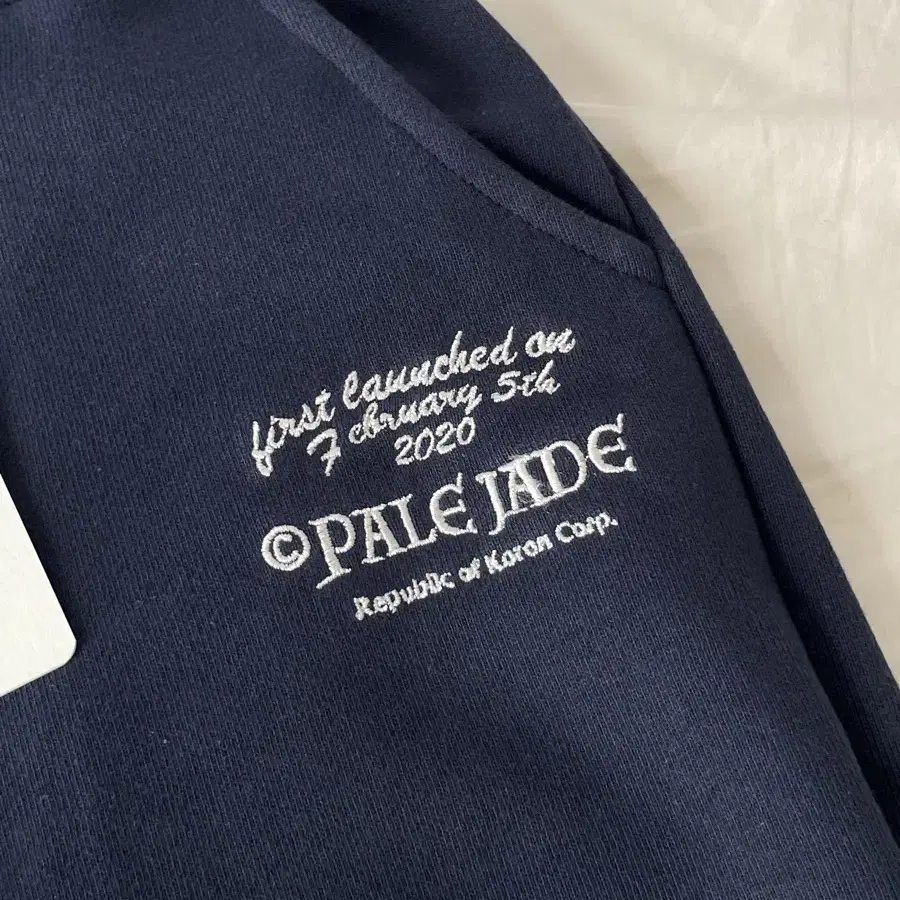 first launched on
February 5th
2020
©PALE JADE
Republic of Korea Corp.